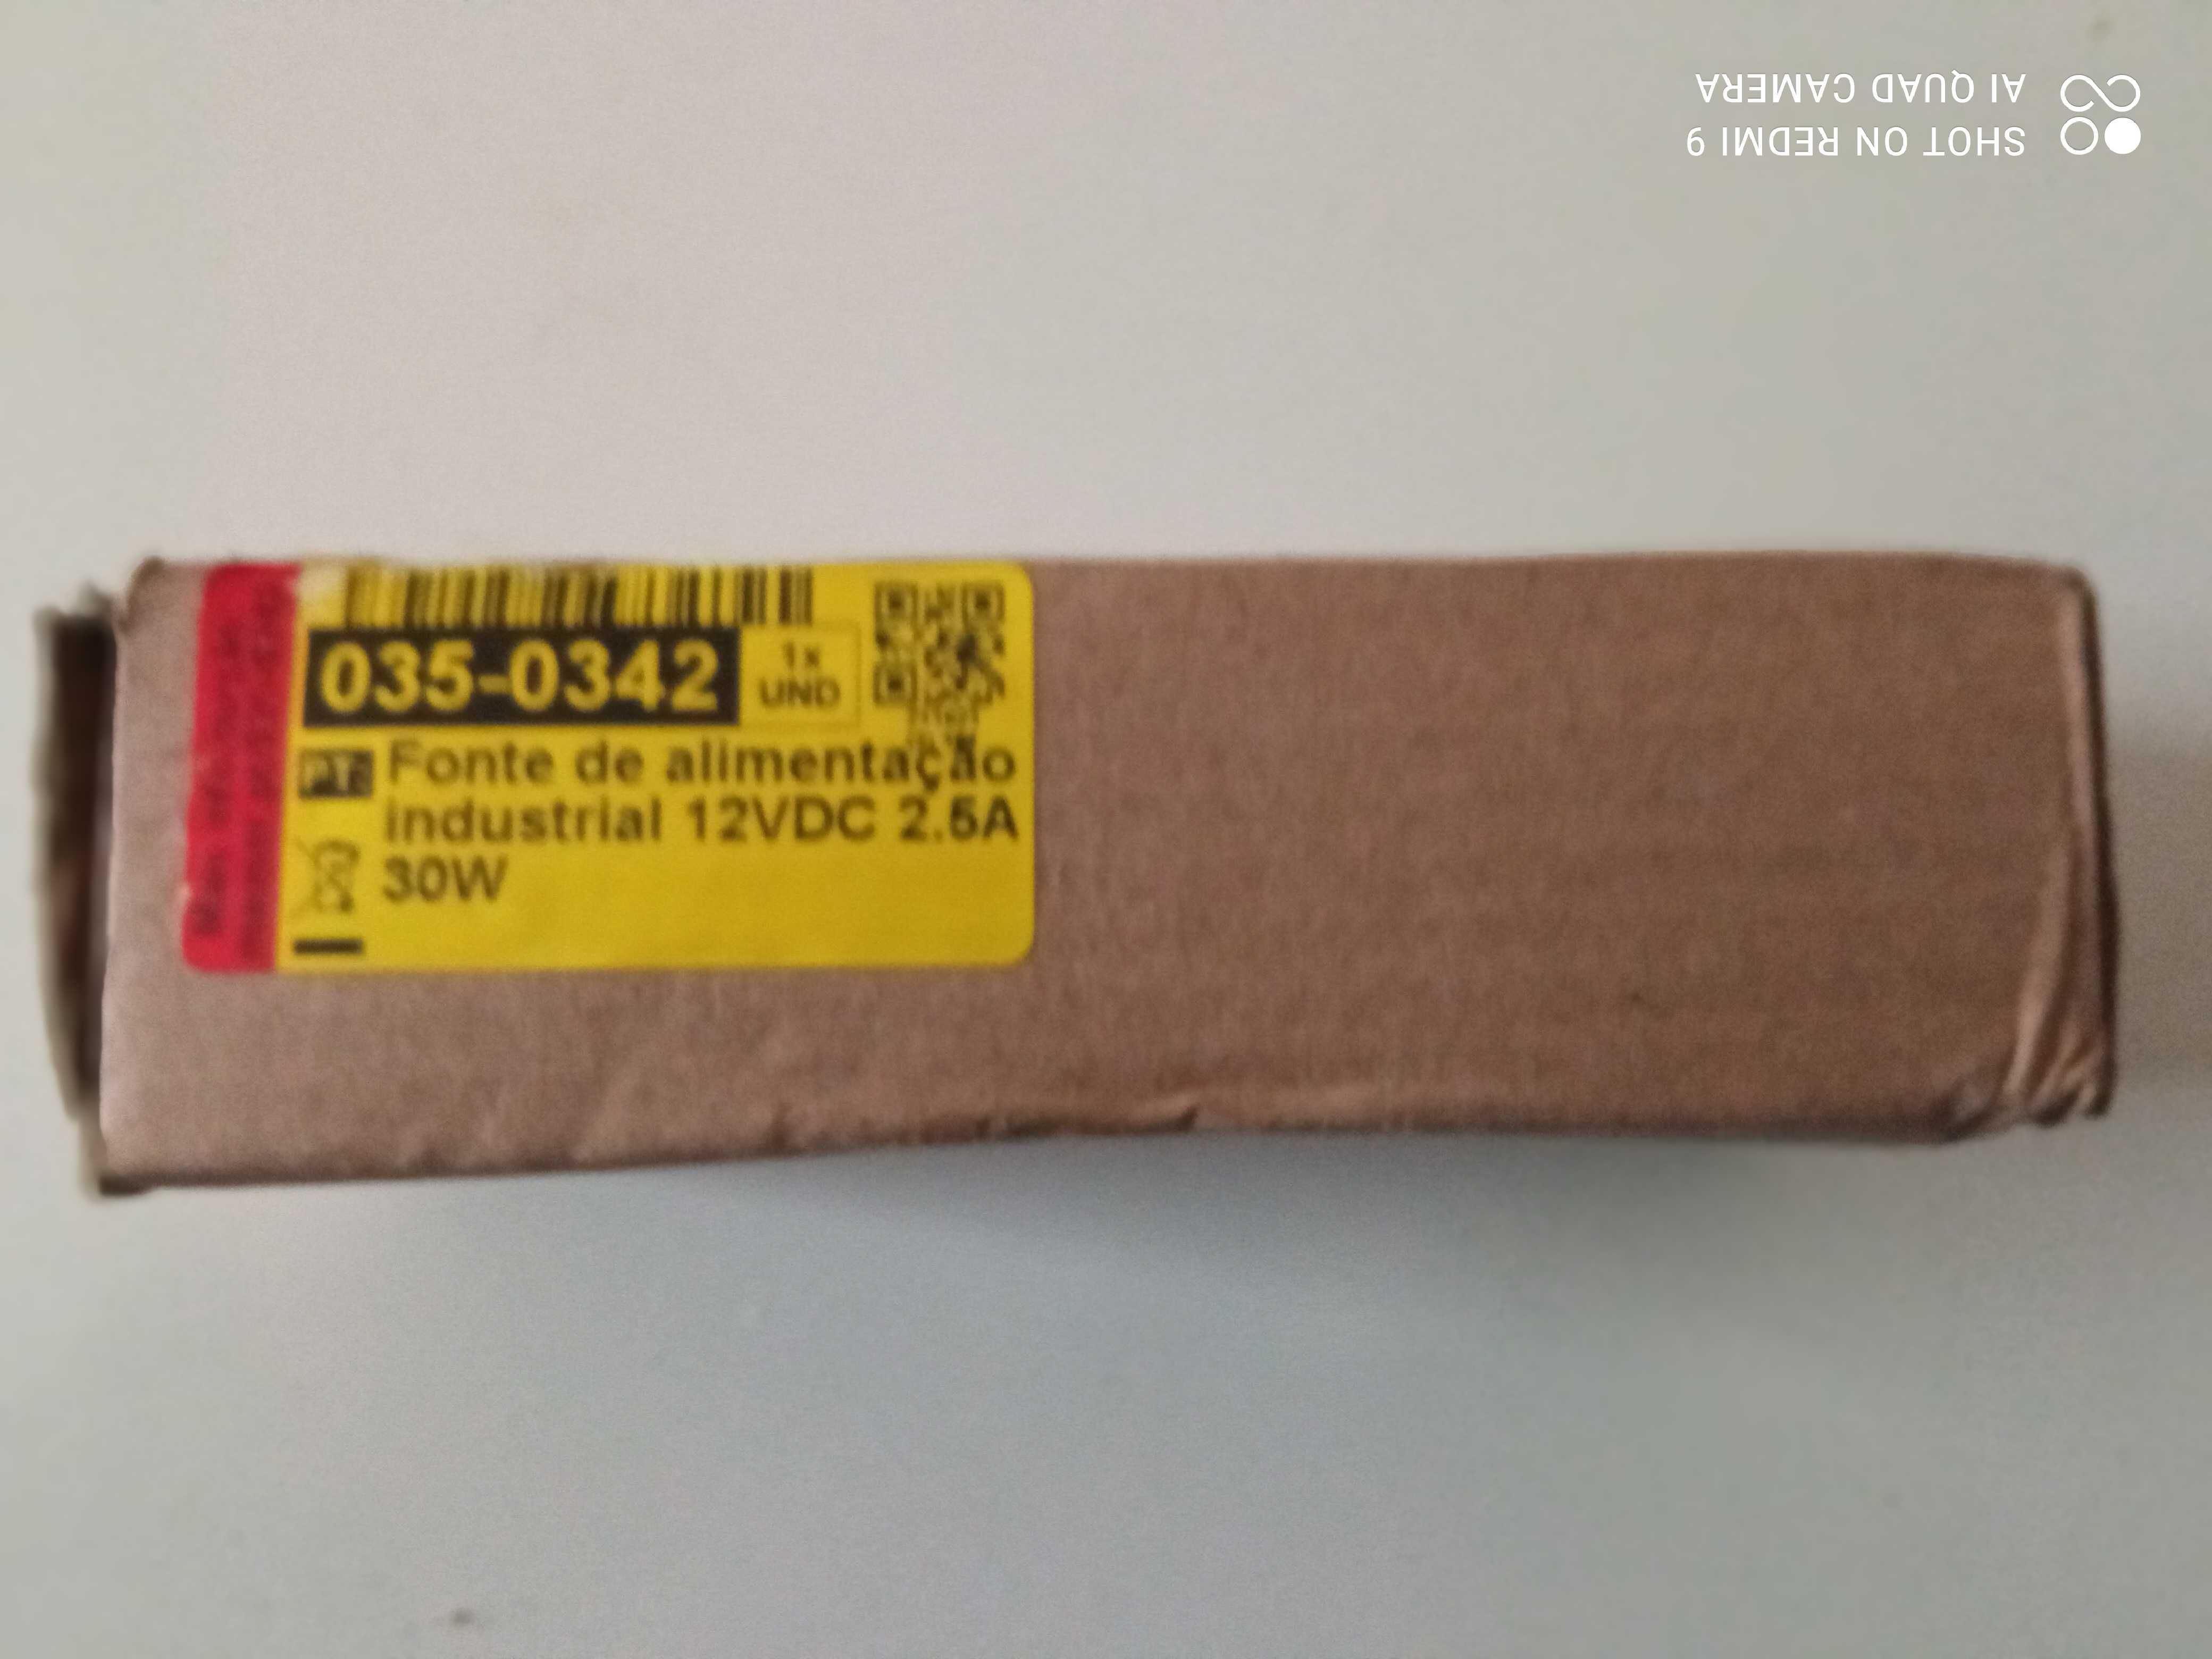 035-0342
1x
UND
PT:
Fonte de alimentação
industrial 12VDC 2.5A
30W
SHOT ON REDMI 9
AI QUAD CAMERA